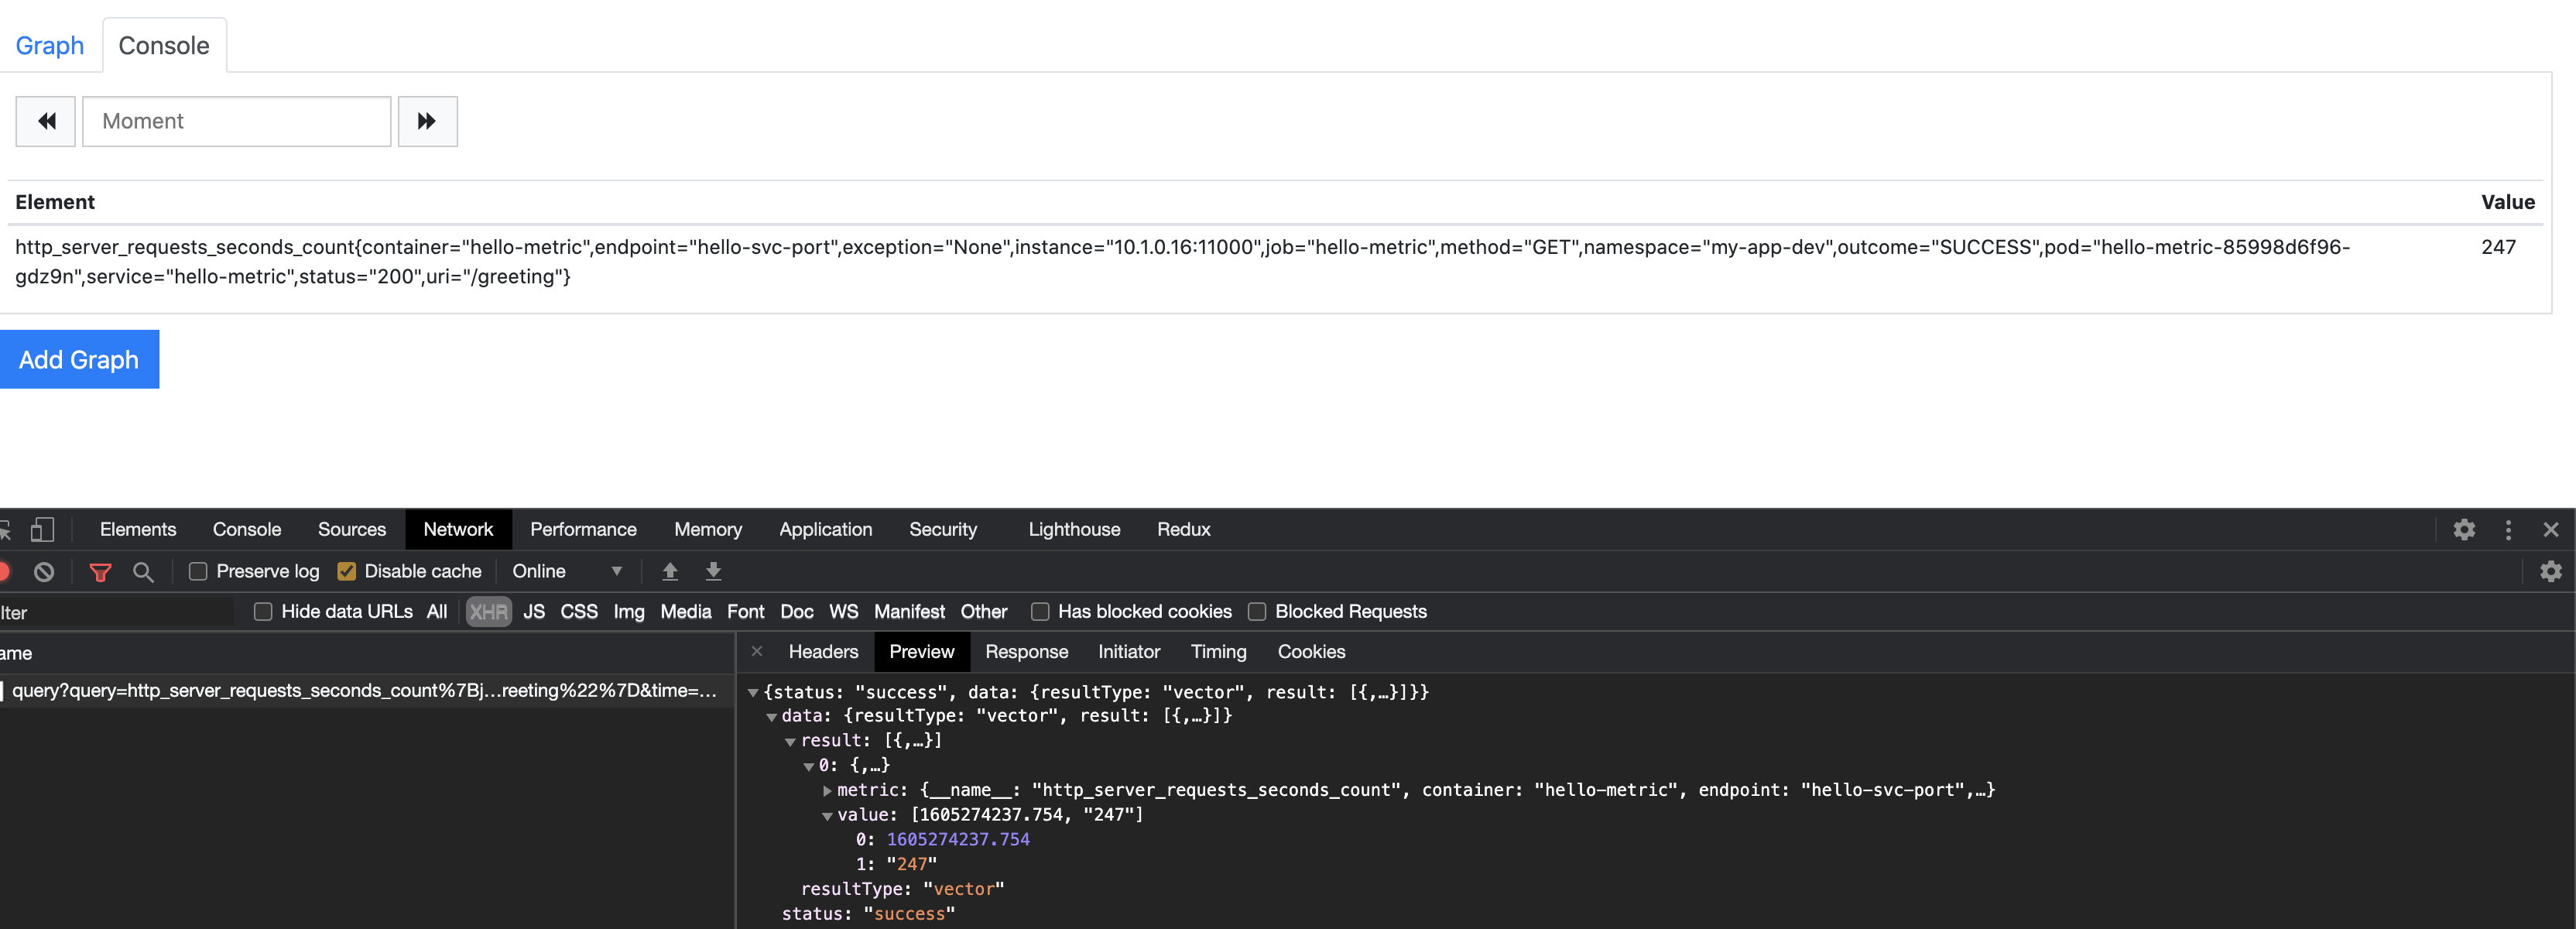 Graph Console
Moment
Element Value
http_server_requests_seconds_count{container="hello-metric",endpoint="hello-svc-port",exception="None",instance="10.1.0.16:11000",job="hello-metric",method="GET",namespace="my-app-dev",outcome="SUCCESS",pod="hello-metric-85998d6f96- 247
gdz9n",service="hello-metric",status="200",uri="/greeting"}
Add Graph
Elements Console Sources Network Performance Memory Application Security Lighthouse Redux
Preserve log Disable cache Online
lter Hide data URLs All XHR JS CSS Img Media Font Doc WS Manifest Other Has blocked cookies Blocked Requests
ame × Headers Preview Response Initiator Timing Cookies
query?query=http_server_requests_seconds_count%7Bj…reeting%22%7D&time=…
{status: "success", data: {resultType: "vector", result: [{,…}]}}
data: {resultType: "vector", result: [{,…}]}
result: [{,…}]
0: {,…}
metric: {__name__: "http_server_requests_seconds_count", container: "hello-metric", endpoint: "hello-svc-port",…}
value: [1605274237.754, "247"]
0: 1605274237.754
1: "247"
resultType: "vector"
status: "success"